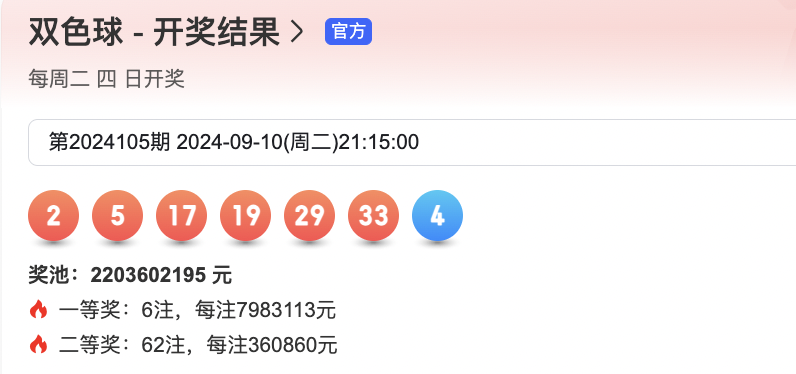 双色球 - 开奖结果 > 官方
每周二 四 日开奖
第2024105期 2024-09-10(周二)21:15:00
2 5 17 19 29 33 4
奖池：2203602195 元
一等奖：6注，每注7983113元
二等奖：62注，每注360860元